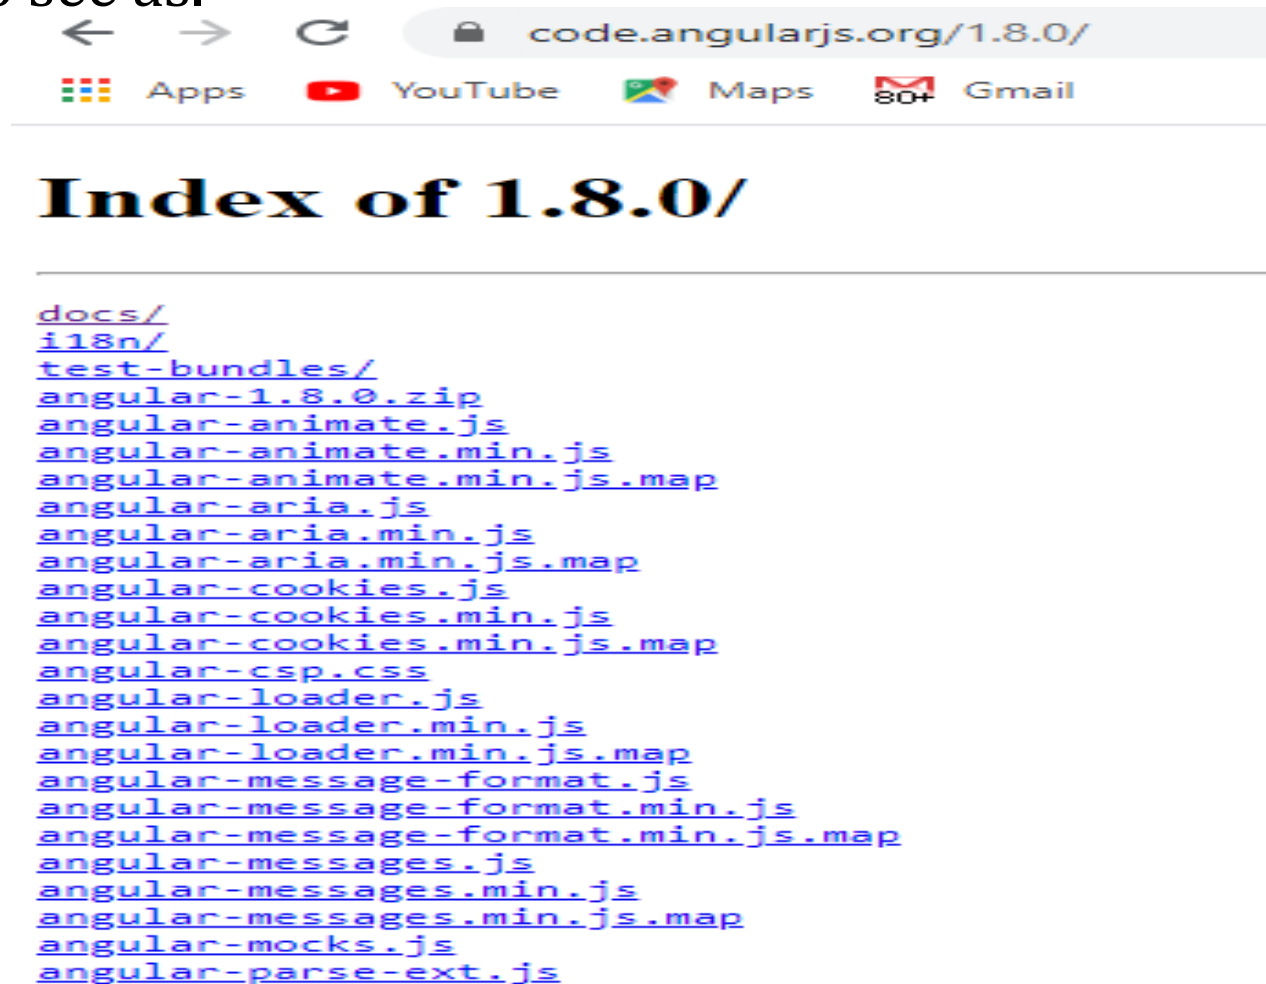 see as.
code.angularjs.org/1.8.0/
Apps YouTube Maps 80+ Gmail
Index of 1.8.0/
docs/
i18n/
test-bundles/
angular-1.8.0.zip
angular-animate.js
angular-animate.min.js
angular-animate.min.js.map
angular-aria.js
angular-aria.min.js
angular-aria.min.js.map
angular-cookies.js
angular-cookies.min.js
angular-cookies.min.js.map
angular-csp.css
angular-loader.js
angular-loader.min.js
angular-loader.min.js.map
angular-message-format.js
angular-message-format.min.js
angular-message-format.min.js.map
angular-messages.js
angular-messages.min.js
angular-messages.min.js.map
angular-mocks.js
angular-parse-ext.js